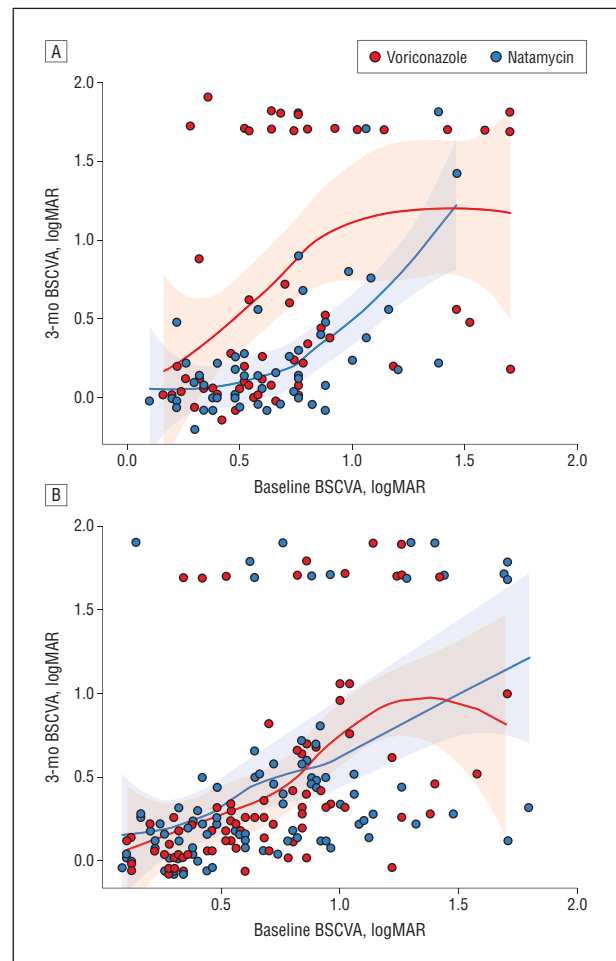 A
Voriconazole Natamycin
2.0
1.5
1.0
0.5
0.0
3-mo BSCVA, logMAR
0.0 0.5 1.0 1.5 2.0
Baseline BSCVA, logMAR
B
2.0
1.5
1.0
0.5
0.0
3-mo BSCVA, logMAR
0.5 1.0 1.5 2.0
Baseline BSCVA, logMAR